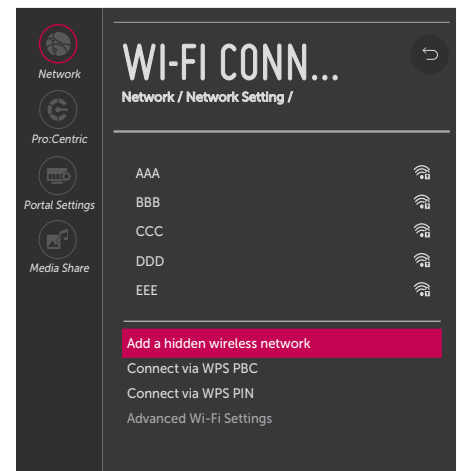 Network
Pro:Centric
Portal Settings
Media Share
WI-FI CONN...
Network / Network Setting /
AAA
BBB
CCC
DDD
EEE
Add a hidden wireless network
Connect via WPS PBC
Connect via WPS PIN
Advanced Wi-Fi Settings